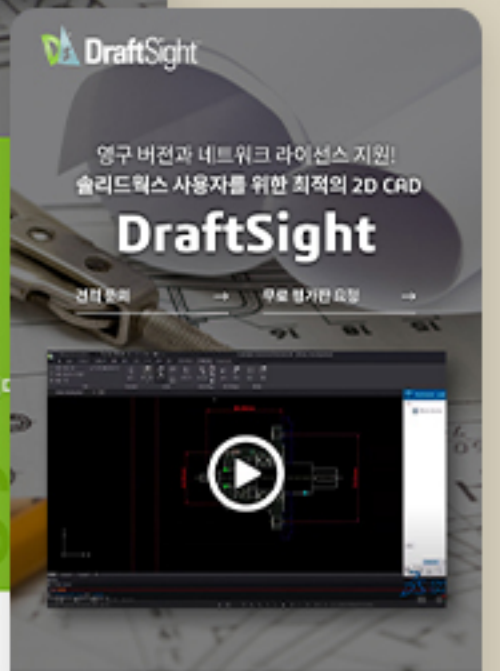 DraftSight
영구 버전과 네트워크 라이선스 지원!
솔리드웍스 사용자를 위한 최적의 2D CAD
DraftSight
견적 문의 → 무료 평가판 요청 →